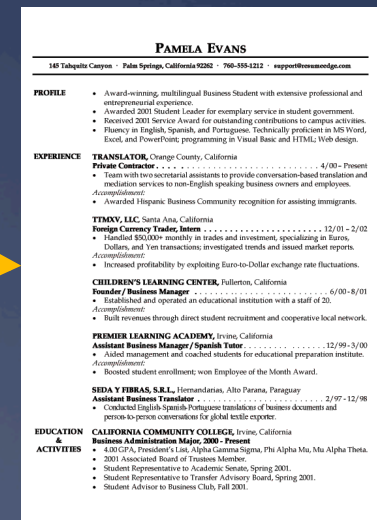 PAMELA EVANS
145 Tahquitz Canyon · Palm Springs, California 92262 · 760-555-1212 · support@resumeedge.com
PROFILE
• Award-winning, multilingual Business Student with extensive professional and
entrepreneurial experience.
• Awarded 2001 Student Leader for exemplary service in student government.
• Received 2001 Service Award for outstanding contributions to campus activities.
• Fluency in English, Spanish, and Portuguese. Technically proficient in MS Word,
Excel, and PowerPoint; programming in Visual Basic and HTML; Web design.
EXPERIENCE
TRANSLATOR, Orange County, California
Private Contractor . . . . . . . . . . . . . . . . . . . . . . . . . . 4/00 – Present
• Team with two secretarial assistants to provide conversation-based translation and
mediation services to non-English speaking business owners and employees.
Accomplishment:
• Awarded Hispanic Business Community recognition for assisting immigrants.
TTMXV, LLC, Santa Ana, California
Foreign Currency Trader, Intern . . . . . . . . . . . . . . . . . . . 12/01 – 2/02
• Handled $50,000+ monthly in trades and investment, specializing in Euros,
Dollars, and Yen transactions; investigated trends and issued market reports.
Accomplishment:
• Increased profitability by exploiting Euro-to-Dollar exchange rate fluctuations.
CHILDREN'S LEARNING CENTER, Fullerton, California
Founder / Business Manager . . . . . . . . . . . . . . . . . . . . . 6/00 - 8/01
• Established and operated an educational institution with a staff of 20.
Accomplishment:
• Built revenues through direct student recruitment and cooperative local network.
PREMIER LEARNING ACADEMY, Irvine, California
Assistant Business Manager / Spanish Tutor . . . . . . . . . . . . . . . 12/99 - 3/00
• Aided management and coached students for educational preparation institute.
Accomplishment:
• Boosted student enrollment; won Employee of the Month Award.
SEDA Y FIBRAS, S.R.L., Hernandarias, Alto Parana, Paraguay
Assistant Business Translator . . . . . . . . . . . . . . . . . . . . 2/97 - 12/98
• Conducted English-Spanish-Portuguese translations of business documents and
person-to-person conversations for global textile exporter.
EDUCATION
&
ACTIVITIES
CALIFORNIA COMMUNITY COLLEGE, Irvine, California
Business Administration Major, 2000 - Present
• 4.00 GPA, President's List, Alpha Gamma Sigma, Phi Alpha Mu, Mu Alpha Theta.
• 2001 Associated Board of Trustees Member.
• Student Representative to Academic Senate, Spring 2001.
• Student Representative to Transfer Advisory Board, Spring 2001.
• Student Advisor to Business Club, Fall 2001.